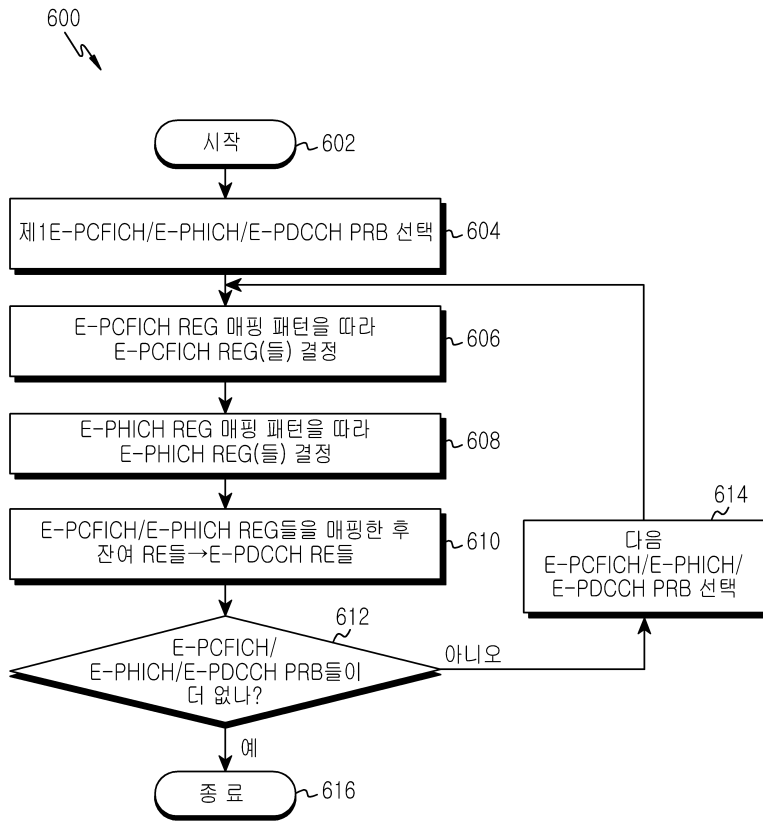 600
시작
602
제1E-PCFICH/E-PHICH/E-PDCCH PRB 선택
604
E-PCFICH REG 매핑 패턴을 따라
E-PCFICH REG(들) 결정
606
E-PHICH REG 매핑 패턴을 따라
E-PHICH REG(들) 결정
608
E-PCFICH/E-PHICH REG들을 매핑한 후
잔여 RE들→E-PDCCH RE들
610
614
다음
E-PCFICH/E-PHICH/
E-PDCCH PRB 선택
612
E-PCFICH/
E-PHICH/E-PDCCH PRB들이
더 없나?
아니오
예
종 료
616